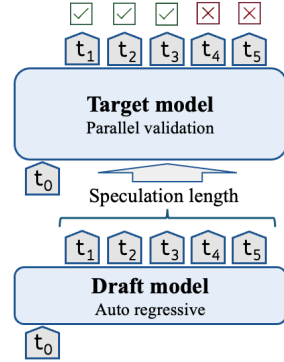 t1 t2 t3 t4 t5
Target model
Parallel validation
t0
Speculation length
t1 t2 t3 t4 t5
Draft model
Auto regressive
t0